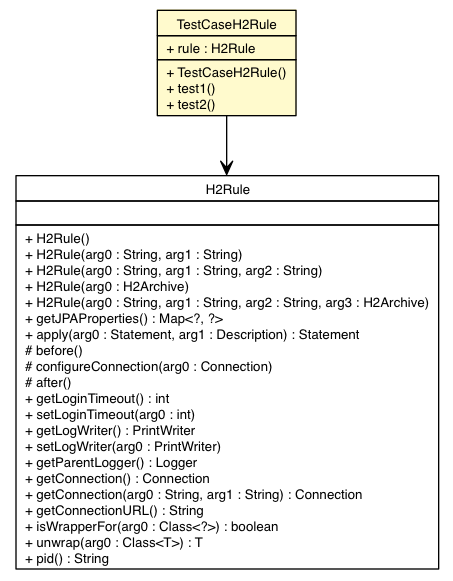 TestCaseH2Rule
+ rule : H2Rule
+ TestCaseH2Rule()
+ test1()
+ test2()
H2Rule
+ H2Rule()
+ H2Rule(arg0 : String, arg1 : String)
+ H2Rule(arg0 : String, arg1 : String, arg2 : String)
+ H2Rule(arg0 : H2Archive)
+ H2Rule(arg0 : String, arg1 : String, arg2 : String, arg3 : H2Archive)
+ getJPAProperties() : Map<?, ?>
+ apply(arg0 : Statement, arg1 : Description) : Statement
# before()
# configureConnection(arg0 : Connection)
# after()
+ getLoginTimeout() : int
+ setLoginTimeout(arg0 : int)
+ getLogWriter() : PrintWriter
+ setLogWriter(arg0 : PrintWriter)
+ getParentLogger() : Logger
+ getConnection() : Connection
+ getConnection(arg0 : String, arg1 : String) : Connection
+ getConnectionURL() : String
+ isWrapperFor(arg0 : Class<?>) : boolean
+ unwrap(arg0 : Class<T>) : T
+ pid() : String